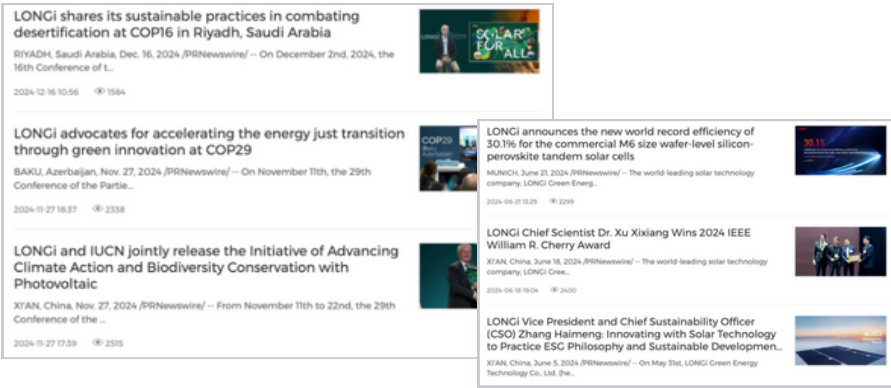 LONGi shares its sustainable practices in combating
desertification at COP16 in Riyadh, Saudi Arabia
RIYADH, Saudi Arabia, Dec. 16, 2024 /PRNewswire/ -- On December 2nd, 2024, the
16th Conference of t...
2024-12-16 10:56 1564
SOLAR
FOR
ALL
LONGi advocates for accelerating the energy just transition
through green innovation at COP29
BAKU, Azerbaijan, Nov. 27, 2024 /PRNewswire/ -- On November 11th, the 29th
Conference of the Partie...
2024-11-27 18:37 2338
COP29
LONGi and IUCN jointly release the Initiative of Advancing
Climate Action and Biodiversity Conservation with
Photovoltaic
XI'AN, China, Nov. 27, 2024 /PRNewswire/ -- From November 11th to 22nd, the 29th
Conference of the ...
2024-11-27 17:59 2515
LONGi announces the new world record efficiency of
30.1% for the commercial M6 size wafer-level silicon-
perovskite tandem solar cells
MUNICH, June 21, 2024 /PRNewswire/ -- The world-leading solar technology
company, LONGi Green Energ...
2024-06-21 13:29 2299
30.1%
LONGi Chief Scientist Dr. Xu Xixiang Wins 2024 IEEE
William R. Cherry Award
XI'AN, China, June 18, 2024 /PRNewswire/ -- The world-leading solar technology
company, LONGi Gree...
2024-06-18 19:04 2400
LONGi Vice President and Chief Sustainability Officer
(CSO) Zhang Haimeng: Innovating with Solar Technology
to Practice ESG Philosophy and Sustainable Developmen...
XI'AN, China, June 5, 2024 /PRNewswire/ -- On May 31st, LONGi Green Energy
Technology Co., Ltd. (he...